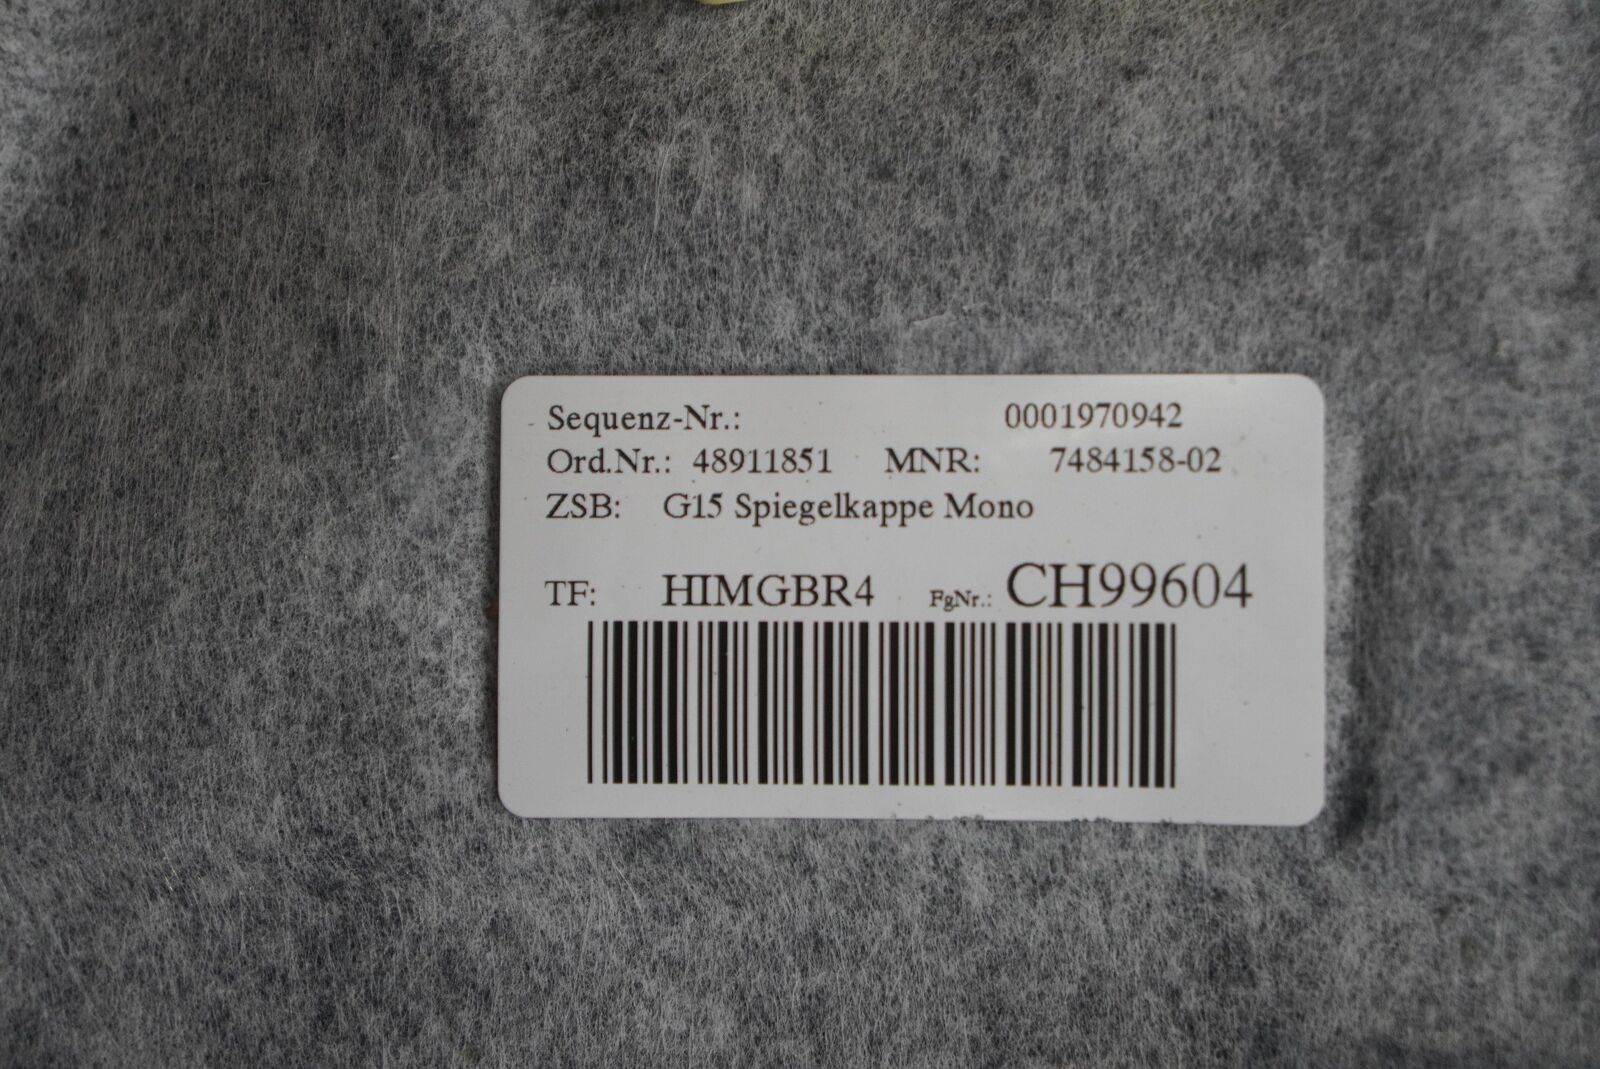 Sequenz-Nr.: 0001970942
Ord.Nr.: 48911851 MNR: 7484158-02
ZSB: G15 Spiegelkappe Mono
TF: HIMGBR4 FgNr.: CH99604